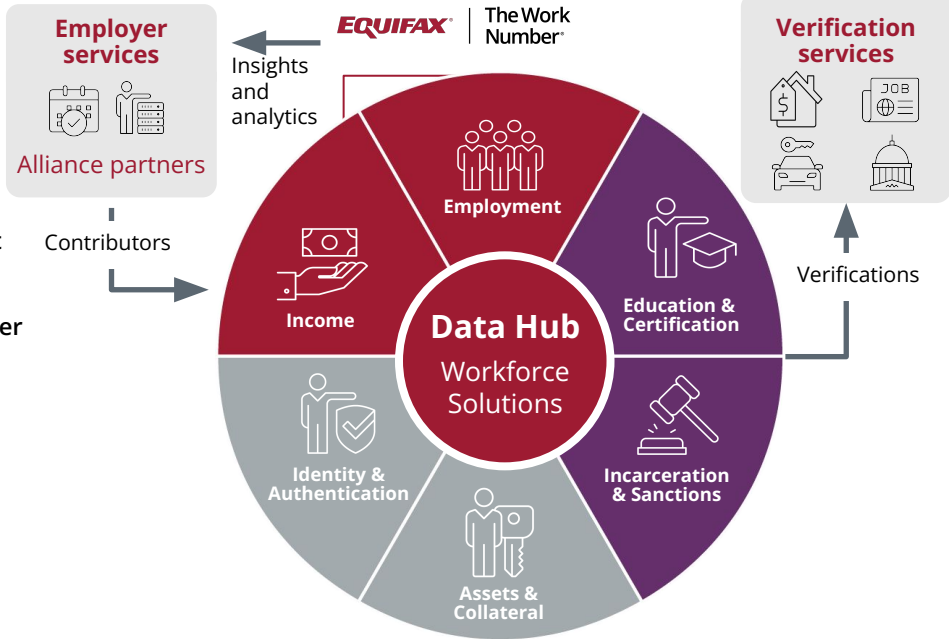 Employer
services
Alliance partners
EQUIFAX®
The Work
Number®
Insights
and
analytics
Verification
services
JOB
Contributors
er
Verifications
Employment
Income
Education &
Certification
Data Hub
Workforce
Solutions
Identity &
Authentication
Incarceration
& Sanctions
Assets &
Collateral